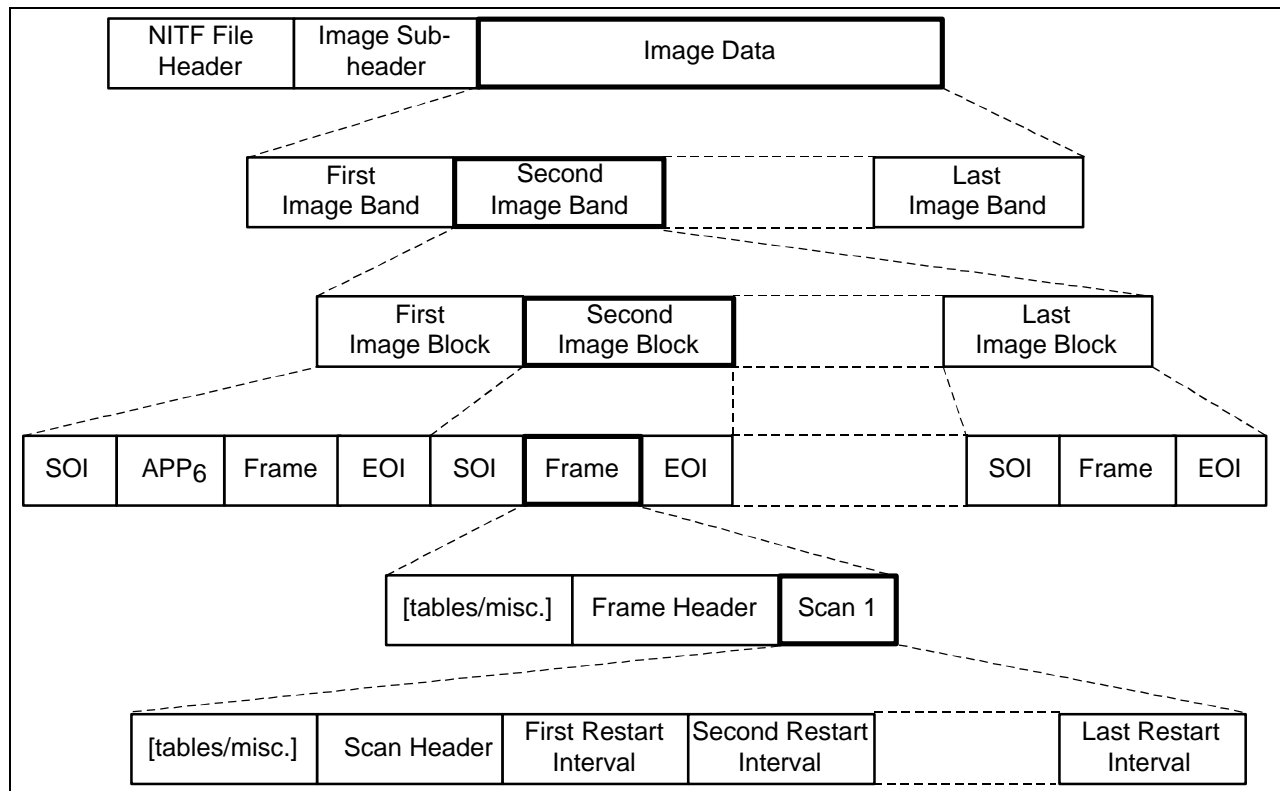 NITF File
Header
Image Sub-
header
Image Data
First
Image Band
Second
Image Band
Last
Image Band
First
Image Block
Second
Image Block
Last
Image Block
SOI
APP6
Frame
EOI
SOI
Frame
EOI
SOI
Frame
EOI
[tables/misc.]
Frame Header
Scan 1
[tables/misc.]
Scan Header
First Restart
Interval
Second Restart
Interval
Last Restart
Interval